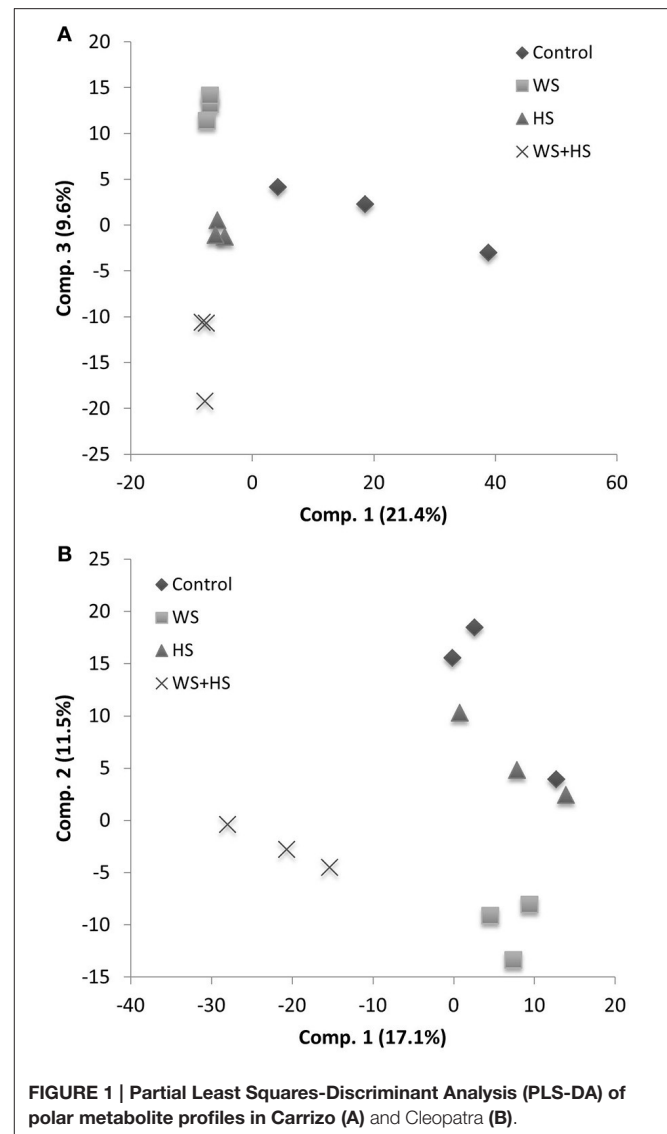 A
20
15
10
5
0
-5
-10
-15
-20
-25
Comp. 3 (9.6%)
Control
WS
HS
WS+HS
-20 0 20 40 60
Comp. 1 (21.4%)
B
25
20
15
10
5
0
-5
-10
-15
Comp. 2 (11.5%)
Control
WS
HS
WS+HS
-40 -30 -20 -10 0 10 20
Comp. 1 (17.1%)
FIGURE 1 | Partial Least Squares-Discriminant Analysis (PLS-DA) of
polar metabolite profiles in Carrizo (A) and Cleopatra (B).